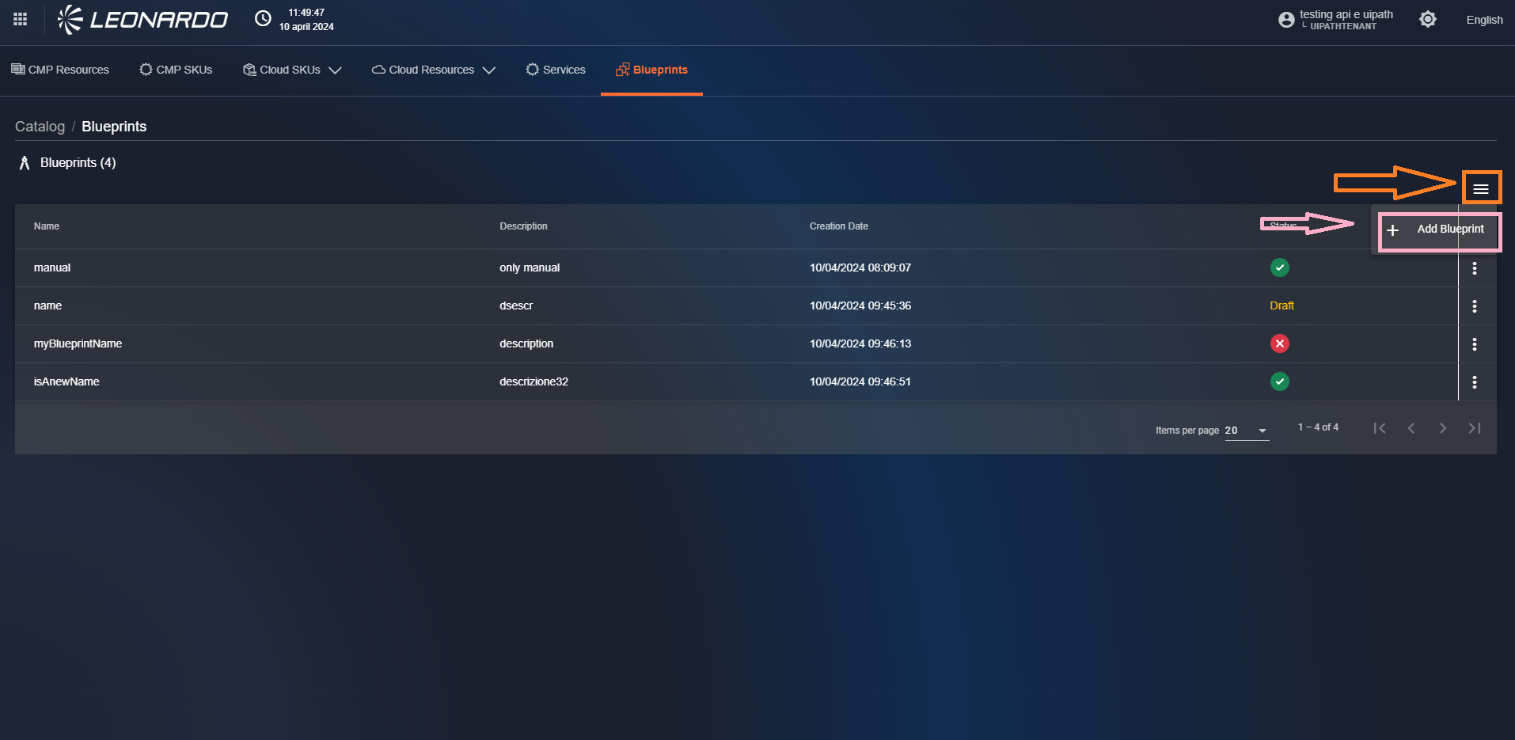 LEONARDO
11:49:47
10 april 2024
testing api e uipath
UIPATHTENANT
English
CMP Resources
CMP SKUs
Cloud SKUs
Cloud Resources
Services
Blueprints
Catalog / Blueprints
Blueprints (4)
Name Description Creation Date Status
+ Add Blueprint
manual only manual 10/04/2024 08:09:07
name dsescr 10/04/2024 09:45:36 Draft
myBlueprintName description 10/04/2024 09:46:13
isAnewName descrizione32 10/04/2024 09:46:51
Items per page 20 1 – 4 of 4